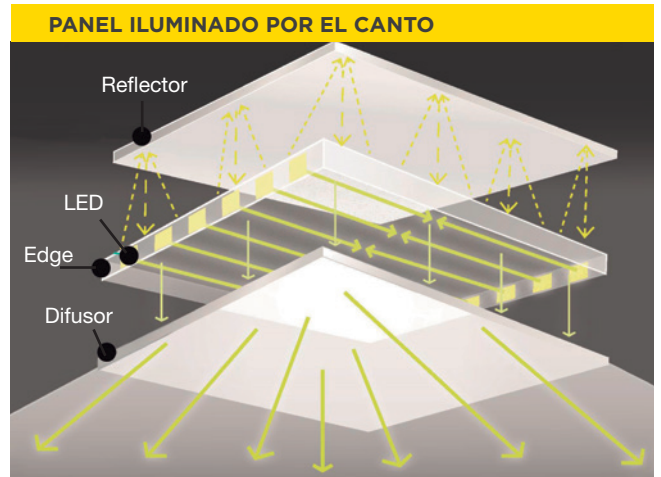 PANEL ILUMINADO POR EL CANTO
Reflector
LED
Edge
Difusor